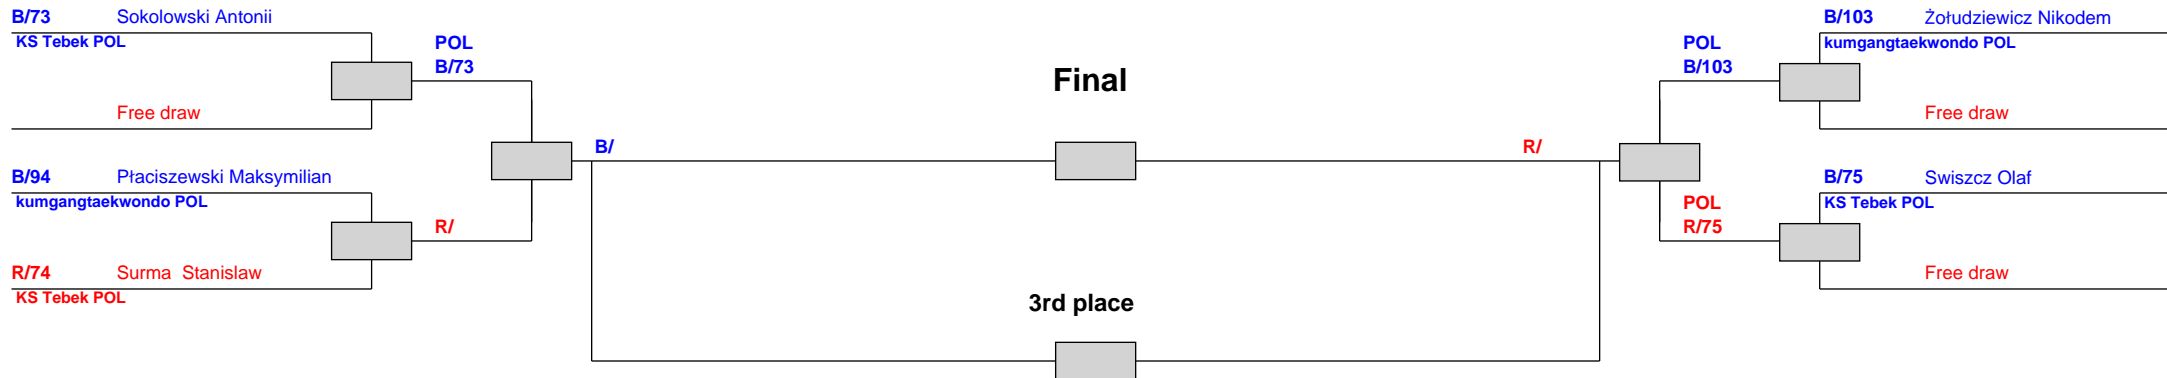 B/73 Sokolowski Antonii
KS Tebek POL
POL
B/73
Free draw
B/94 Płaciszewski Maksymilian
kumgangtaekwondo POL
R/
R/74 Surma  Stanislaw
KS Tebek POL
B/
Final
3rd place
R/
POL
B/103
POL
R/75
B/103 Żołudziewicz Nikodem
kumgangtaekwondo POL
Free draw
B/75 Swiszcz Olaf
KS Tebek POL
Free draw